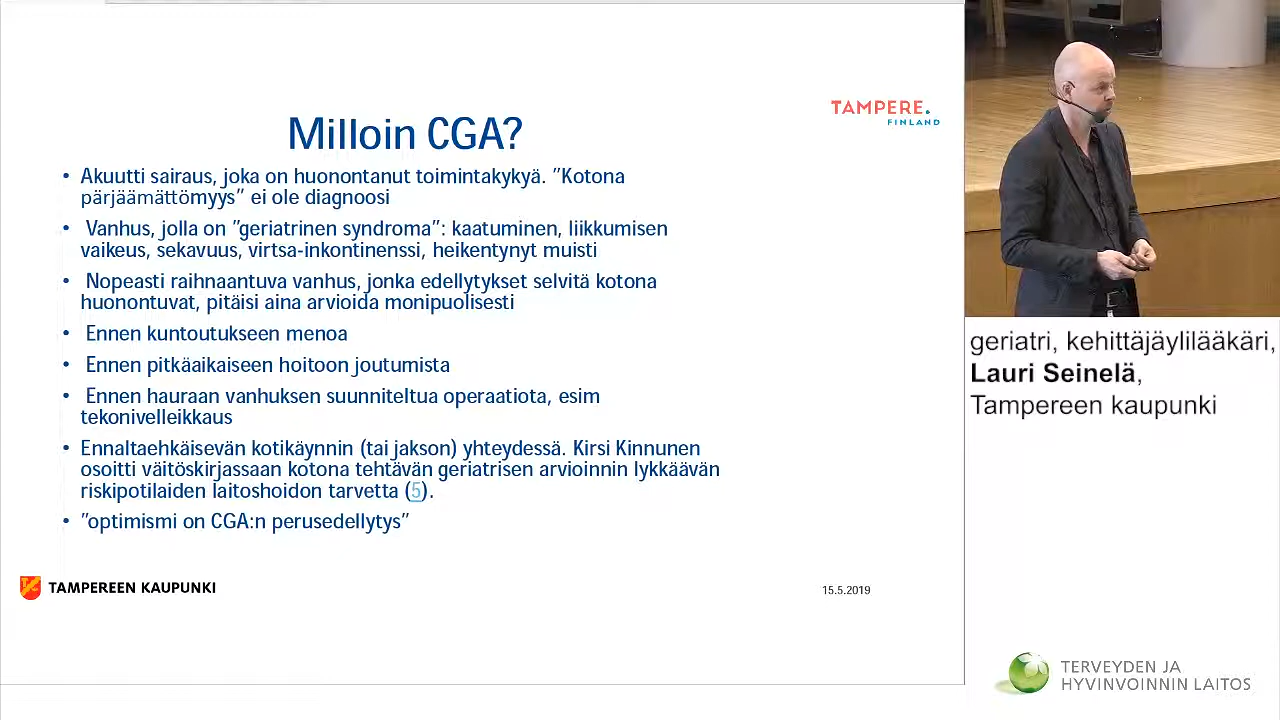 TAMPERE.
FINLAND
Milloin CGA?
• Akuutti sairaus, joka on huonontanut toimintakykyä. ”Kotona
pärjäämättömyys” ei ole diagnoosi
• Vanhus, jolla on ”geriatrinen syndroma”: kaatuminen, liikkumisen
vaikeus, sekavuus, virtsa-inkontinenssi, heikentynyt muisti
• Nopeasti raihnaantuva vanhus, jonka edellytykset selvitä kotona
huonontuvat, pitäisi aina arvioida monipuolisesti
• Ennen kuntoutukseen menoa
• Ennen pitkäaikaiseen hoitoon joutumista
• Ennen hauraan vanhuksen suunniteltua operaatiota, esim
tekonivelleikkaus
• Ennaltaehkäisevän kotikäynnin (tai jakson) yhteydessä. Kirsi Kinnunen
osoitti väitöskirjassaan kotona tehtävän geriatrisen arvioinnin lykkäävän
riskipotilaiden laitoshoidon tarvetta (5).
• ”optimismi on CGA:n perusedellytys”
TAMPEREEN KAUPUNKI
15.5.2019
geriatri, kehittäjäylilääkäri,
Lauri Seinelä,
Tampereen kaupunki
TERVEYDEN JA
HYVINVOINNIN LAITOS